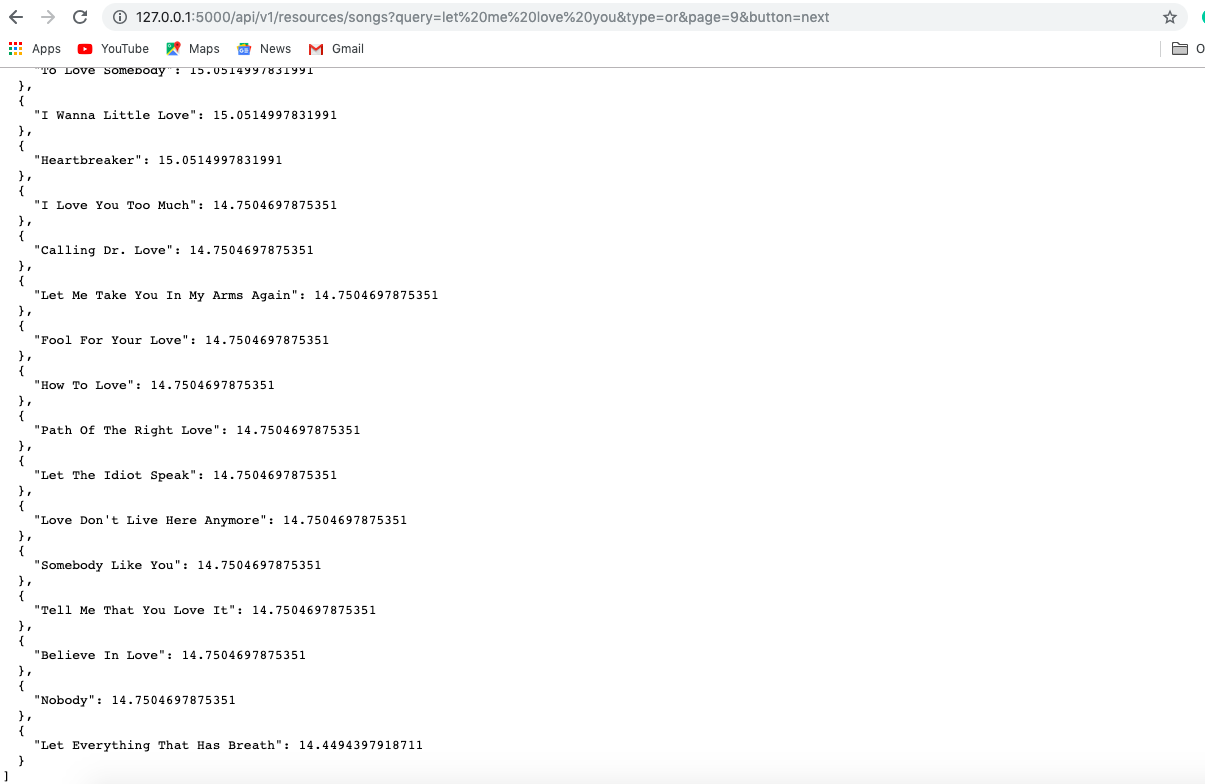 127.0.0.1:5000/api/v1/resources/songs?query=let%20me%20love%20you&type=or&page=9&button=next
Apps YouTube Maps News Gmail O
"To Love Somebody": 15.0514997831991
},
{
"I Wanna Little Love": 15.0514997831991
},
{
"Heartbreaker": 15.0514997831991
},
{
"I Love You Too Much": 14.7504697875351
},
{
"Calling Dr. Love": 14.7504697875351
},
{
"Let Me Take You In My Arms Again": 14.7504697875351
},
{
"Fool For Your Love": 14.7504697875351
},
{
"How To Love": 14.7504697875351
},
{
"Path Of The Right Love": 14.7504697875351
},
{
"Let The Idiot Speak": 14.7504697875351
},
{
"Love Don't Live Here Anymore": 14.7504697875351
},
{
"Somebody Like You": 14.7504697875351
},
{
"Tell Me That You Love It": 14.7504697875351
},
{
"Believe In Love": 14.7504697875351
},
{
"Nobody": 14.7504697875351
},
{
"Let Everything That Has Breath": 14.4494397918711
}
]